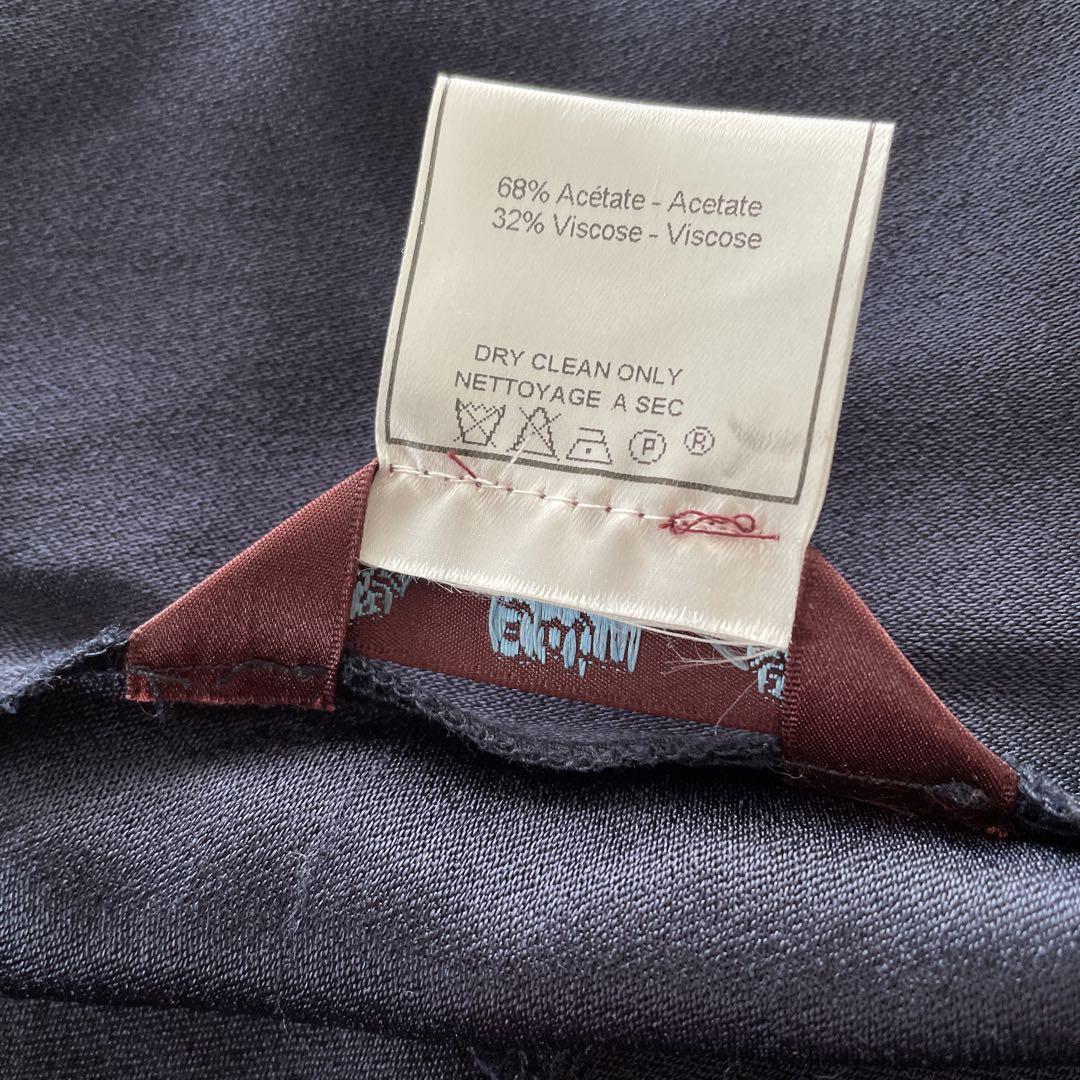 68% Acétate - Acetate
32% Viscose - Viscose
DRY CLEAN ONLY
NETTOYAGE A SEC
P ®